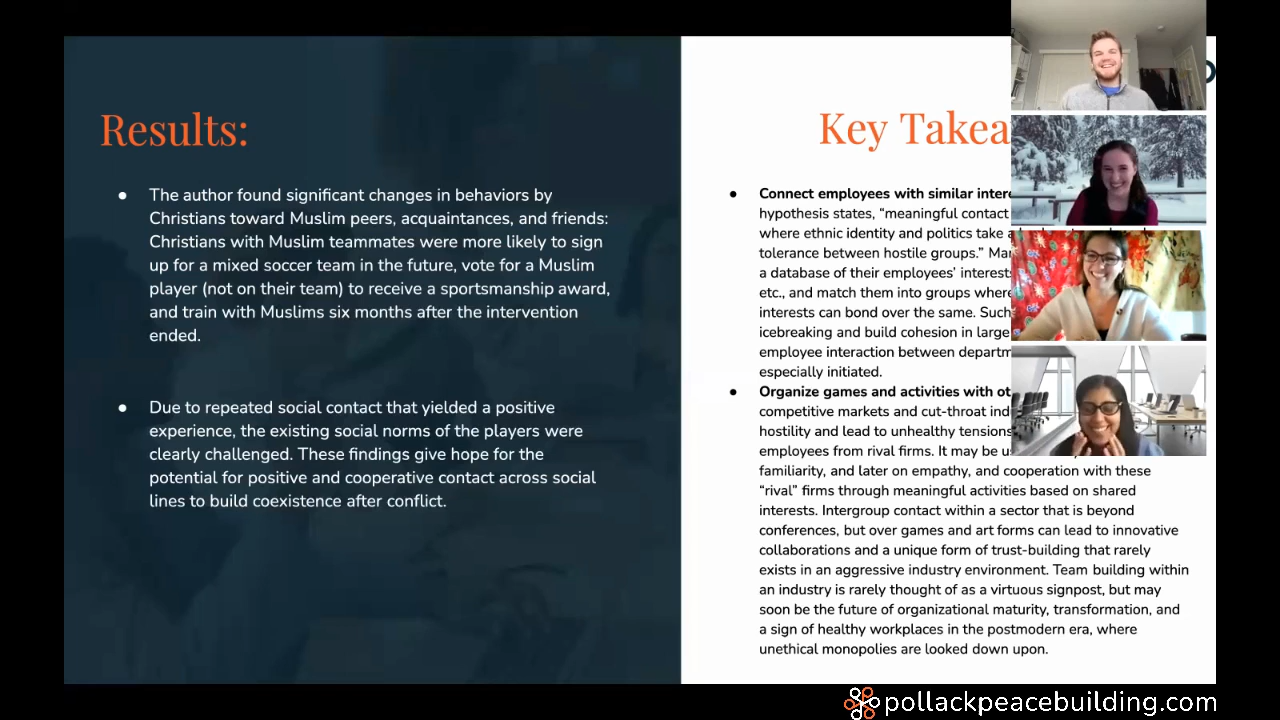 Results:
● The author found significant changes in behaviors by
Christians toward Muslim peers, acquaintances, and friends:
Christians with Muslim teammates were more likely to sign
up for a mixed soccer team in the future, vote for a Muslim
player (not on their team) to receive a sportsmanship award,
and train with Muslims six months after the intervention
ended.
● Due to repeated social contact that yielded a positive
experience, the existing social norms of the players were
clearly challenged. These findings give hope for the
potential for positive and cooperative contact across social
lines to build coexistence after conflict.
Key
● Connect employees with similar
hypothesis states, “meaningful contact
where ethnic identity and politics take
tolerance between hostile groups.”
a database of their employees’ interests
etc., and match them into groups where
interests can bond over the same. Such
icebreaking and build cohesion in large
employee interaction between
especially initiated.
● Organize games and activities with
competitive markets and cut-throat
hostility and lead to unhealthy tensions
employees from rival firms. It may be
familiarity, and later on empathy, and cooperation with these
“rival” firms through meaningful activities based on shared
interests. Intergroup contact within a sector that is beyond
conferences, but over games and art forms can lead to innovative
collaborations and a unique form of trust-building that rarely
exists in an aggressive industry environment. Team building within
an industry is rarely thought of as a virtuous signpost, but may
soon be the future of organizational maturity, transformation, and
a sign of healthy workplaces in the postmodern era, where
unethical monopolies are looked down upon.
pollackpeacebuilding.com